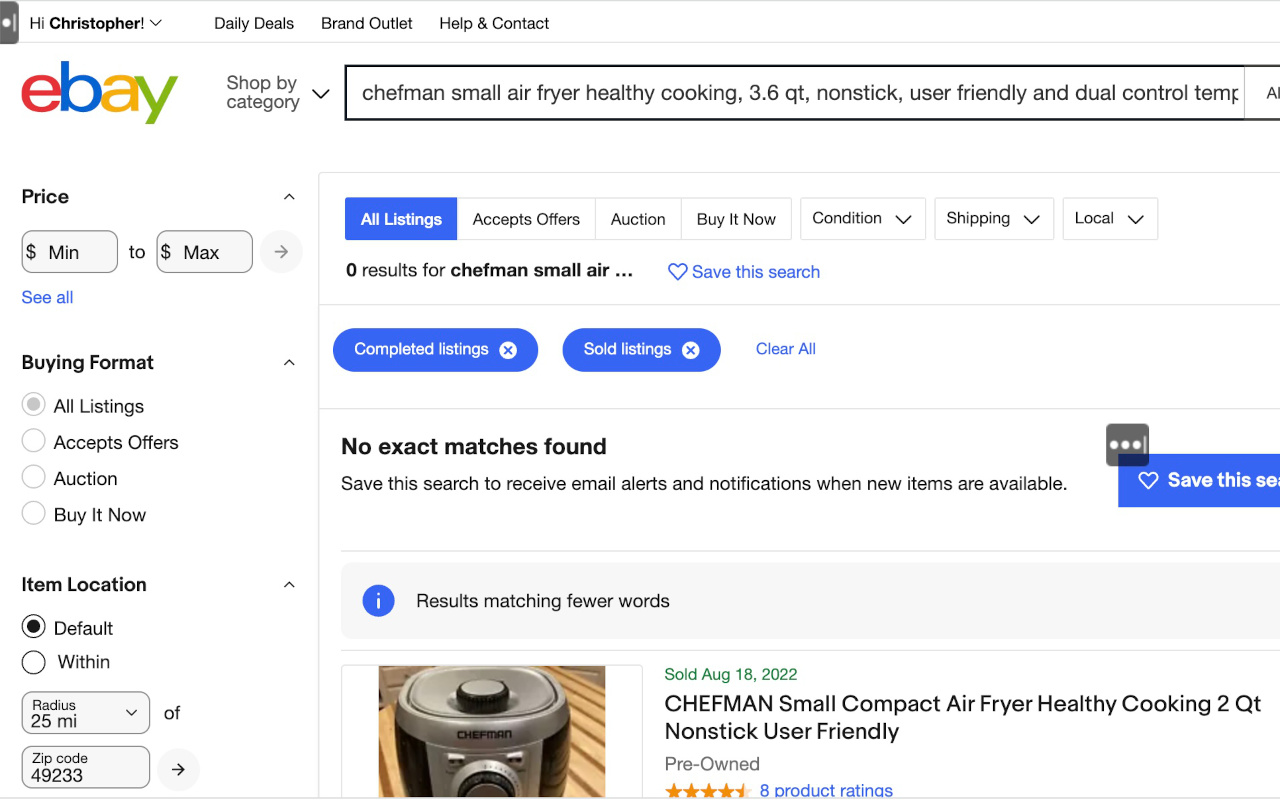 Hi Christopher!
Daily Deals
Brand Outlet
Help & Contact
ebay
Shop by
category
chefman small air fryer healthy cooking, 3.6 qt, nonstick, user friendly and dual control temp
Price
$ Min to $ Max
See all
Buying Format
All Listings
Accepts Offers
Auction
Buy It Now
Item Location
Default
Within
Radius
25 mi
of
Zip code
49233
All Listings
Accepts Offers
Auction
Buy It Now
Condition
Shipping
Local
0 results for chefman small air ...
Save this search
Completed listings
Sold listings
Clear All
No exact matches found
Save this search to receive email alerts and notifications when new items are available.
Save this
Results matching fewer words
CHEFMAN
Sold Aug 18, 2022
CHEFMAN Small Compact Air Fryer Healthy Cooking 2 Qt
Nonstick User Friendly
Pre-Owned
8 product ratings